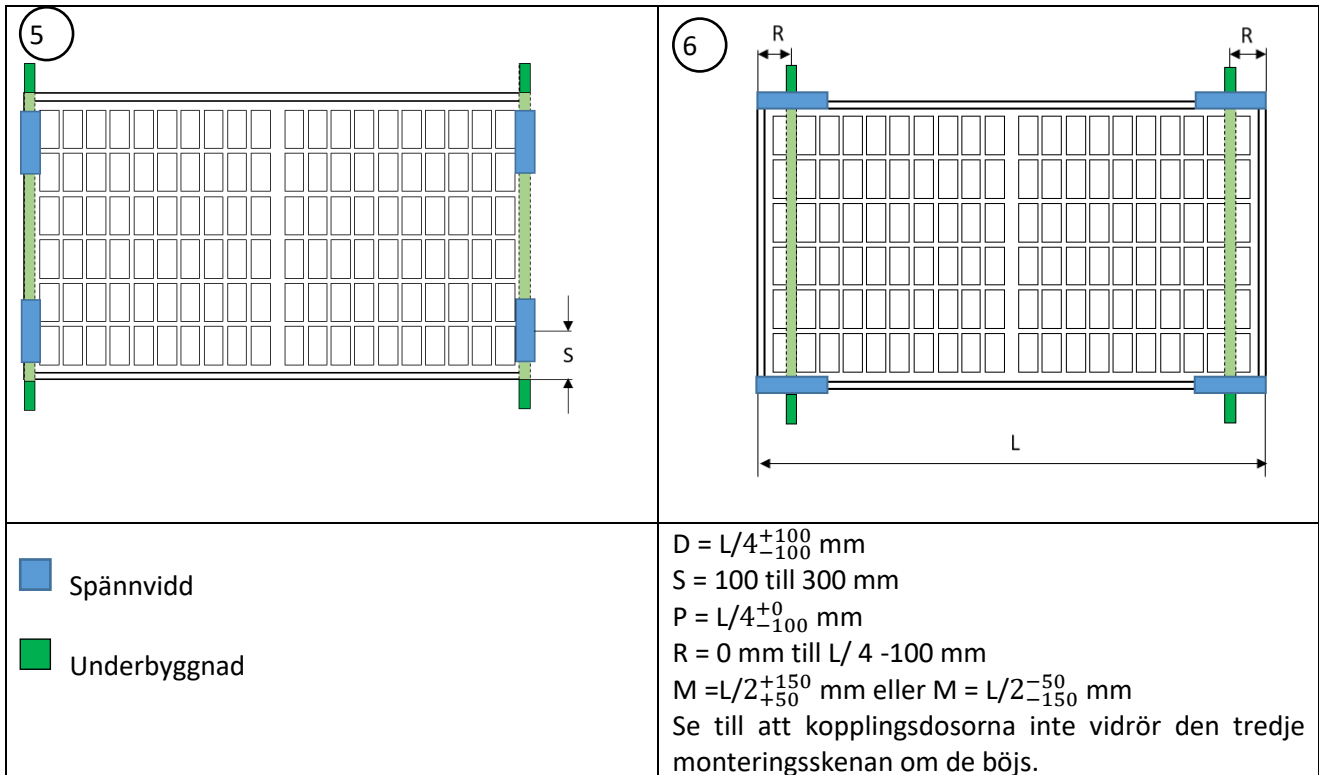 5
S
6
R R
L
Spännvidd
Underbyggnad
D = L/4⁺¹⁰⁰₋₁₀₀ mm
S = 100 till 300 mm
P = L/4⁺⁰₋₁₀₀ mm
R = 0 mm till L/ 4 -100 mm
M =L/2⁺¹⁵⁰₊₅₀ mm eller M = L/2⁻⁵⁰₋₁₅₀ mm
Se till att kopplingsdosorna inte vidrör den tredje
monteringsskenan om de böjs.